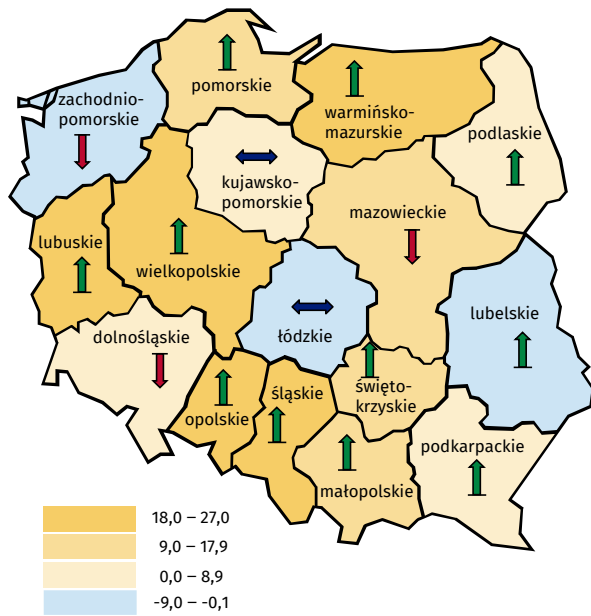 pomorskie
zachodnio-
pomorskie
warmińsko-
mazurskie
podlaskie
kujawsko-
pomorskie
mazowieckie
lubuskie
wielkopolskie
lubelskie
dolnośląskie
łódzkie
opolskie
śląskie
święto-
krzyskie
podkarpackie
małopolskie
18,0 – 27,0
9,0 – 17,9
0,0 – 8,9
-9,0 – -0,1